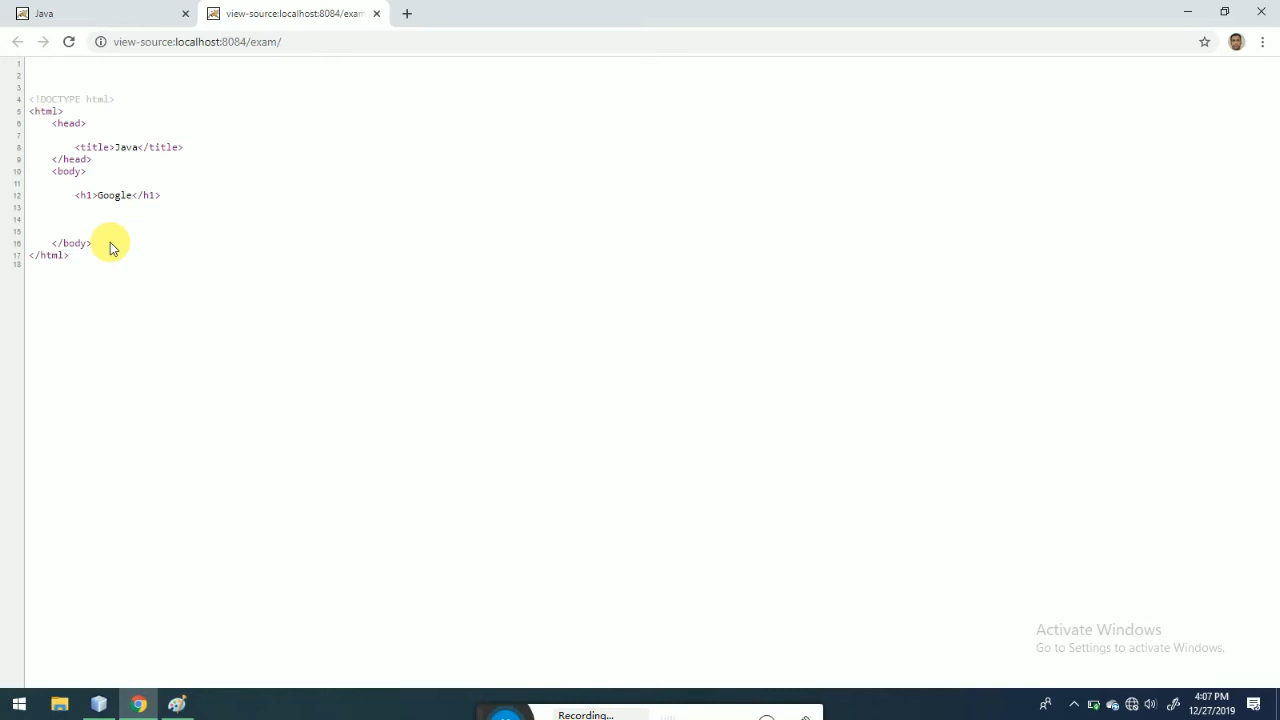 Java
view-source:localhost:8084/exam
view-source:localhost:8084/exam/
1
2
3
4 <!DOCTYPE html>
5 <html>
6 <head>
7
8 <title>Java</title>
9 </head>
10 <body>
11
12 <h1>Google</h1>
13
14
15
16 </body>
17 </html>
18
Activate Windows
Go to Settings to activate Windows.
4:07 PM
12/27/2019
Recording...